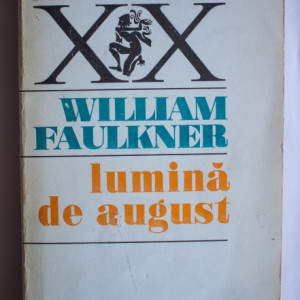 XX
WILLIAM
FAULKNER
lumină
de august